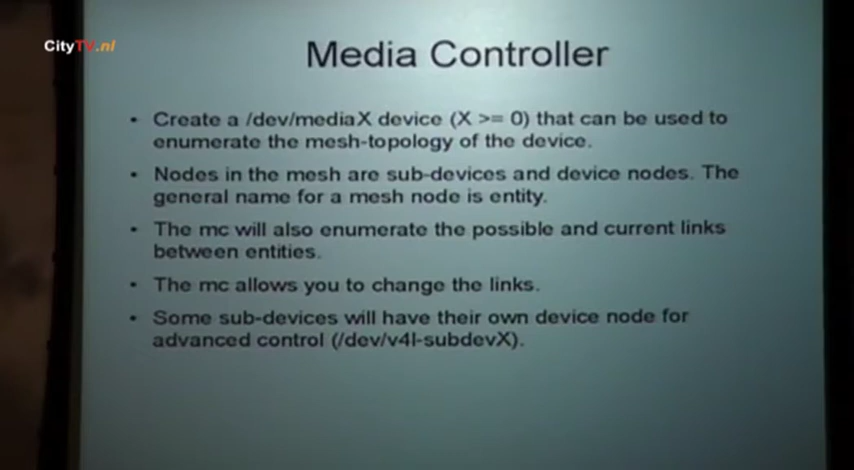 CityTV.nl
Media Controller
• Create a /dev/mediaX device (X >= 0) that can be used to
enumerate the mesh-topology of the device.
• Nodes in the mesh are sub-devices and device nodes. The
general name for a mesh node is entity.
• The mc will also enumerate the possible and current links
between entities.
• The mc allows you to change the links.
• Some sub-devices will have their own device node for
advanced control (/dev/v4l-subdevX).